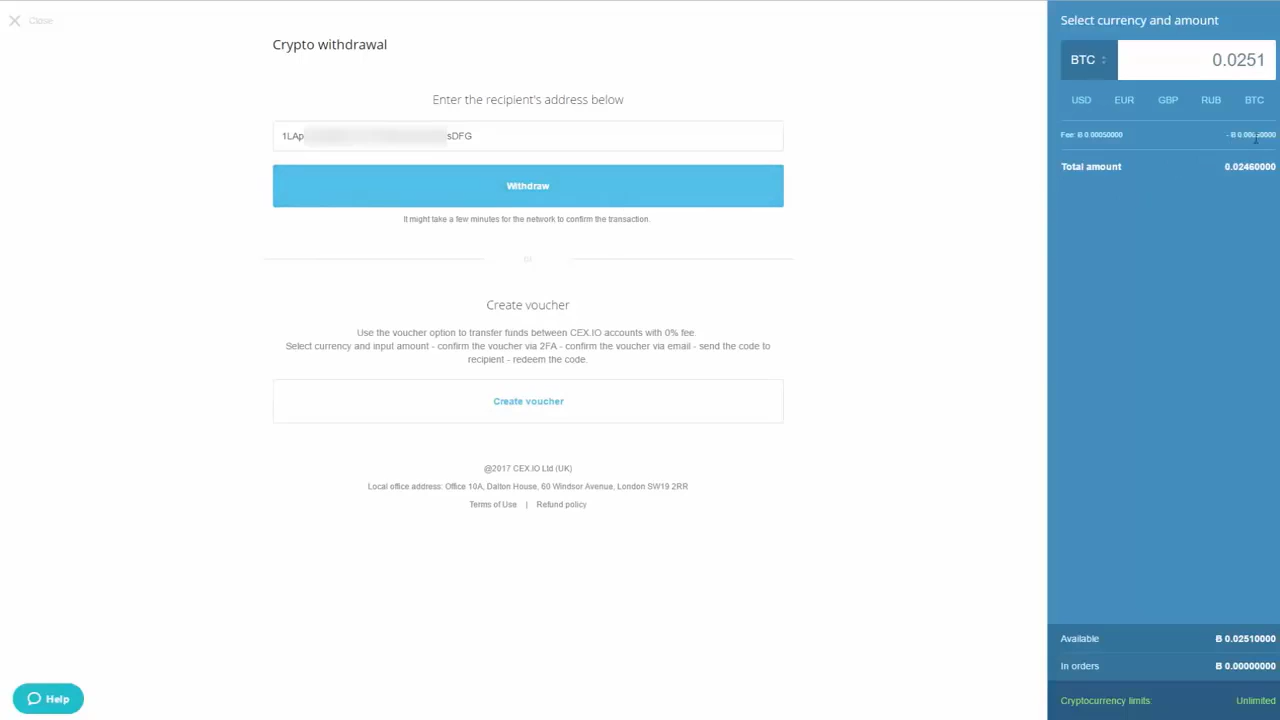 Close
Crypto withdrawal
Enter the recipient's address below
1LAp sDFG
Withdraw
It might take a few minutes for the network to confirm the transaction.
or
Create voucher
Use the voucher option to transfer funds between CEX.IO accounts with 0% fee.
Select currency and input amount - confirm the voucher via 2FA - confirm the voucher via email - send the code to
recipient - redeem the code.
Create voucher
@2017 CEX.IO Ltd (UK)
Local office address: Office 10A, Dalton House, 60 Windsor Avenue, London SW19 2RR
Terms of Use | Refund policy
Help
Select currency and amount
BTC 0.0251
USD EUR GBP RUB BTC
Fee: Ƀ 0.00050000 - Ƀ 0.00050000
Total amount 0.02460000
Available Ƀ 0.02510000
In orders Ƀ 0.00000000
Cryptocurrency limits: Unlimited